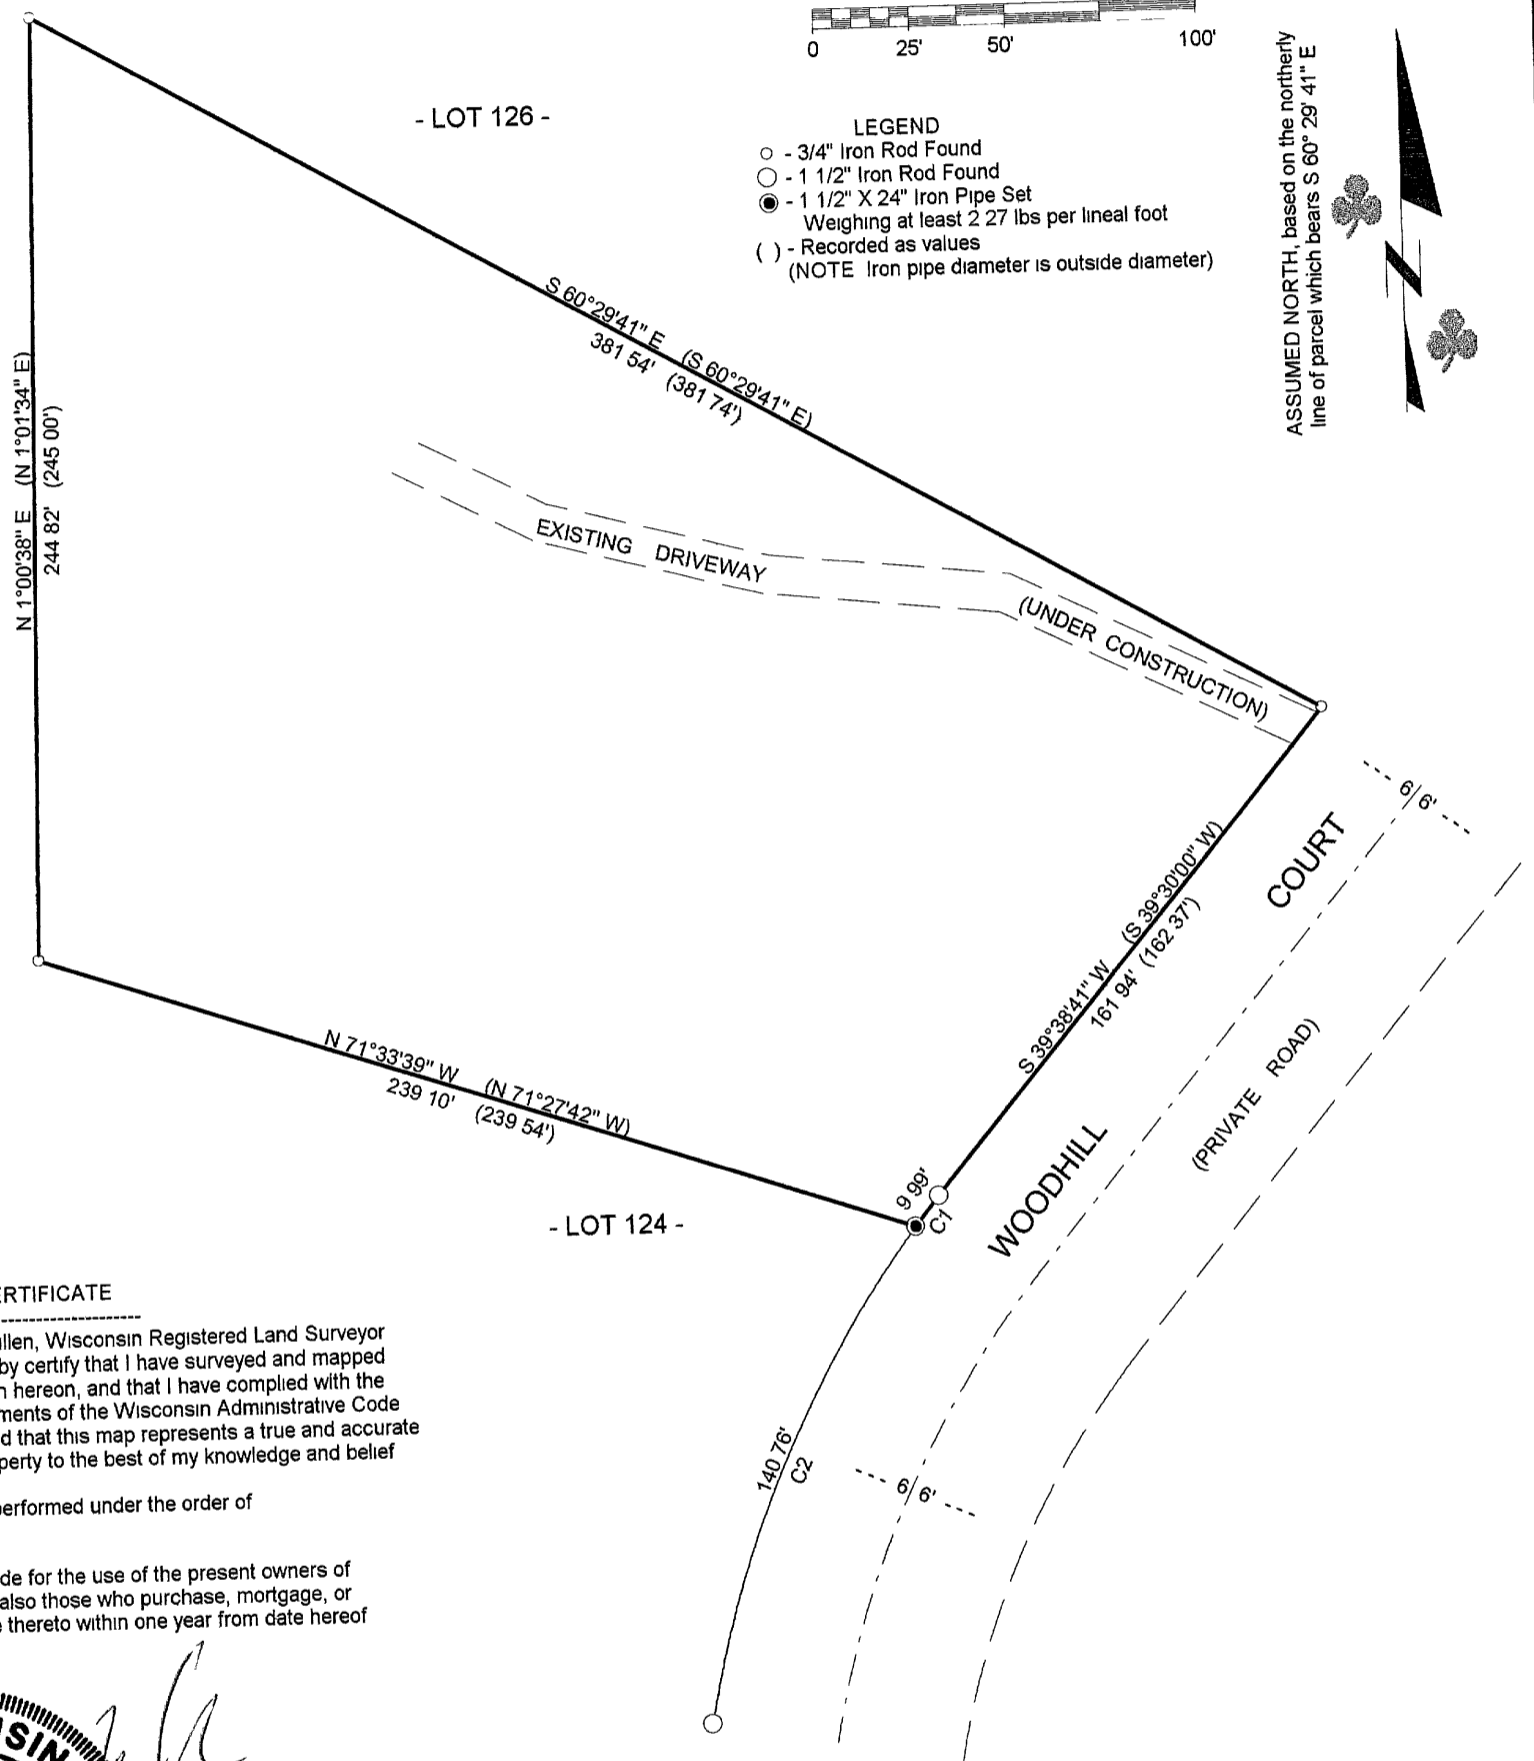 0 25' 50' 100'
- LOT 126 -
LEGEND
- 3/4" Iron Rod Found
- 1 1/2" Iron Rod Found
- 1 1/2" X 24" Iron Pipe Set
Weighing at least 2 27 lbs per lineal foot
( ) - Recorded as values
(NOTE Iron pipe diameter is outside diameter)
ASSUMED NORTH, based on the northerly
line of parcel which bears S 60° 29' 41" E
N
S 60°29'41" E (S 60°29'41" E)
381 54' (381 74')
N 1°00'38" E (N 1°01'34" E)
244 82' (245 00')
EXISTING DRIVEWAY
(UNDER CONSTRUCTION)
6/6'
COURT
S 39°38'41" W (S 39°30'00" W)
161 94' (162 37')
(PRIVATE ROAD)
WOODHILL
N 71°33'39" W (N 71°27'42" W)
239 10' (239 54')
9 99'
C1
- LOT 124 -
140 76'
C2
6/6'
ERTIFICATE
llen, Wisconsin Registered Land Surveyor
by certify that I have surveyed and mapped
n hereon, and that I have complied with the
ments of the Wisconsin Administrative Code
d that this map represents a true and accurate
perty to the best of my knowledge and belief
performed under the order of
de for the use of the present owners of
also those who purchase, mortgage, or
e thereto within one year from date hereof
SIN